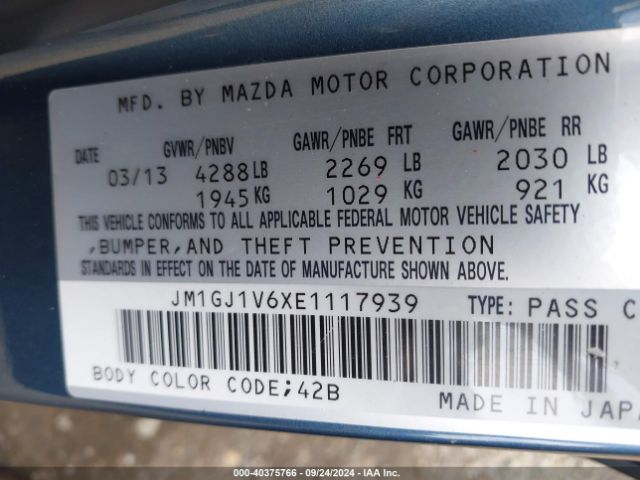 MFD. BY MAZDA MOTOR CORPORATION
DATE GVWR/PNBV GAWR/PNBE FRT GAWR/PNBE RR
03/13 4288 LB 2269 LB 2030 LB
1945 KG 1029 KG 921 KG
THIS VEHICLE CONFORMS TO ALL APPLICABLE FEDERAL MOTOR VEHICLE SAFETY
,BUMPER,AND THEFT PREVENTION
STANDARDS IN EFFECT ON THE DATE OF MANUFACTURE SHOWN ABOVE.
JM1GJ1V6XE1117939 TYPE: PASS C
BODY COLOR CODE;42B
MADE IN JAPA
000-40375766 - 09/24/2024 - IAA Inc.